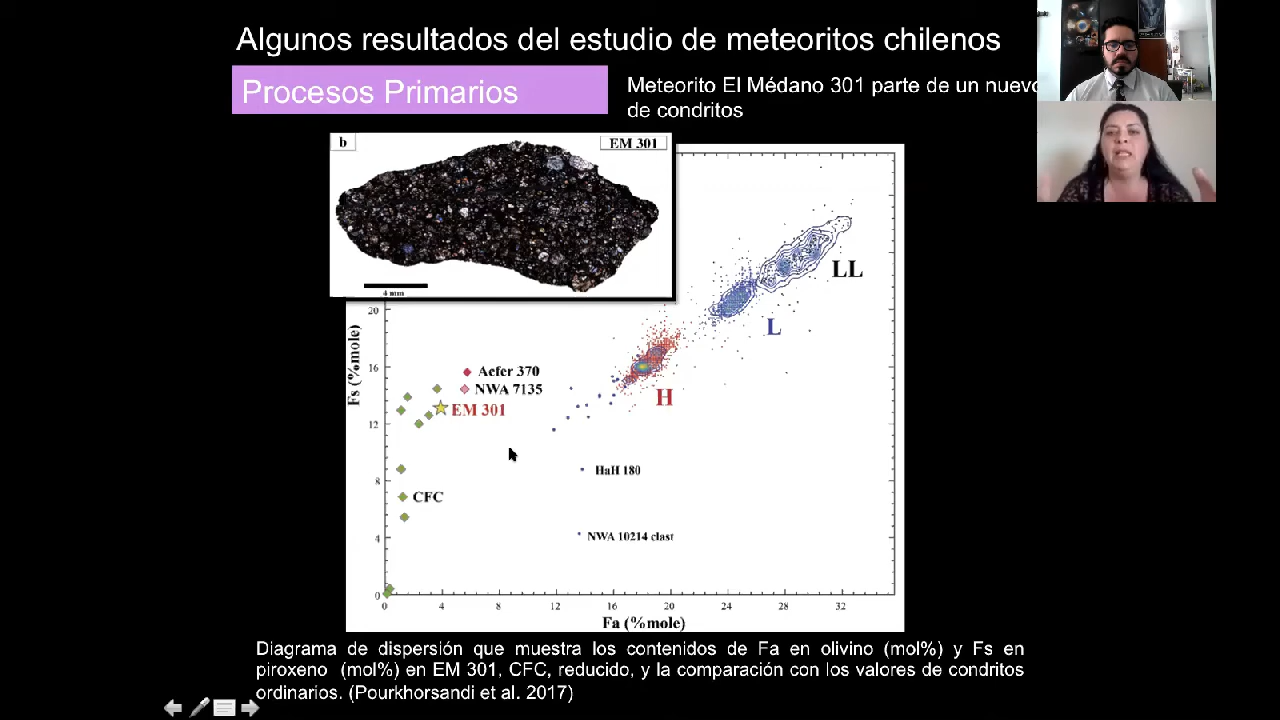 Algunos resultados del estudio de meteoritos chilenos
Procesos Primarios
Meteorito El Médano 301 parte de un nuevo
de condritos
b
EM 301
4 mm
LL
L
H
Acfer 370
NWA 7135
EM 301
HaH 180
CFC
NWA 10214 clast
Fs (%mole)
20
16
12
8
4
0
0 4 8 12 16 20 24 28 32
Fa (%mole)
Diagrama de dispersión que muestra los contenidos de Fa en olivino (mol%) y Fs en
piroxeno (mol%) en EM 301, CFC, reducido, y la comparación con los valores de condritos
ordinarios. (Pourkhorsandi et al. 2017)